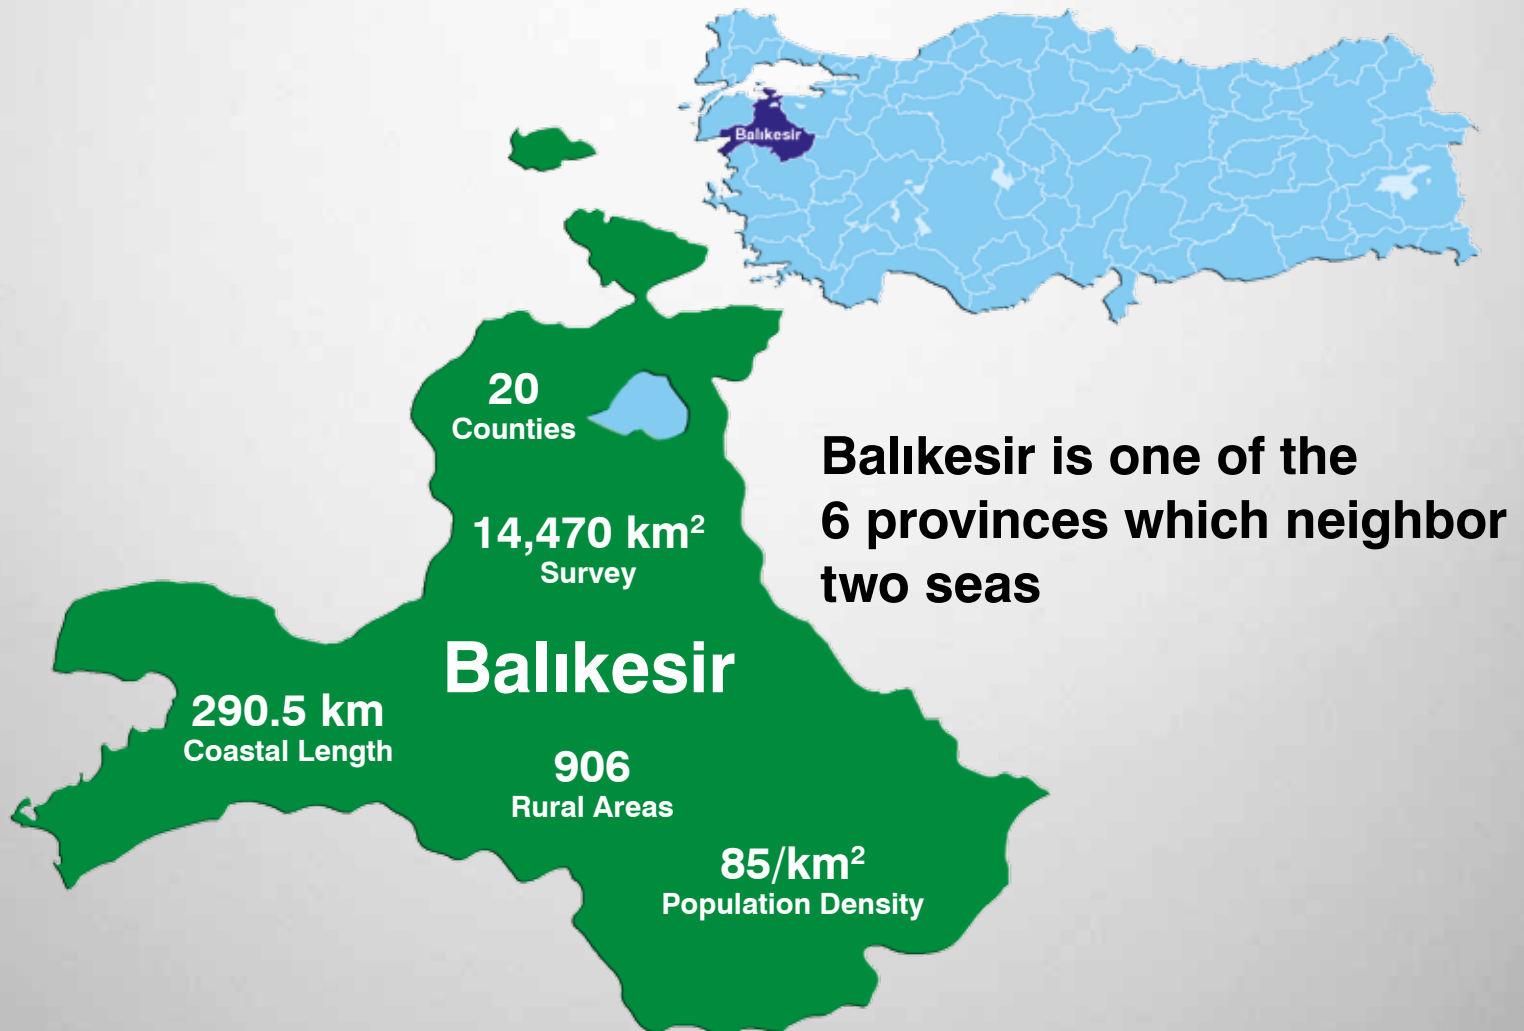 Balıkesir
20
Counties
14,470 km²
Survey
Balıkesir is one of the
6 provinces which neighbor
two seas
Balıkesir
290.5 km
Coastal Length
906
Rural Areas
85/km²
Population Density